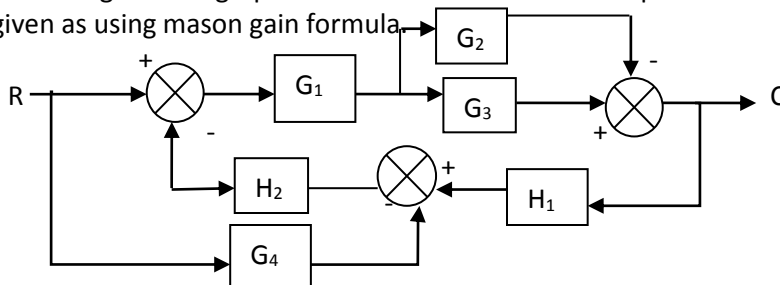 given as using mason gain formula.
G2
+
-
G1
R
C
G3
-
+
+
H2
-
H1
G4